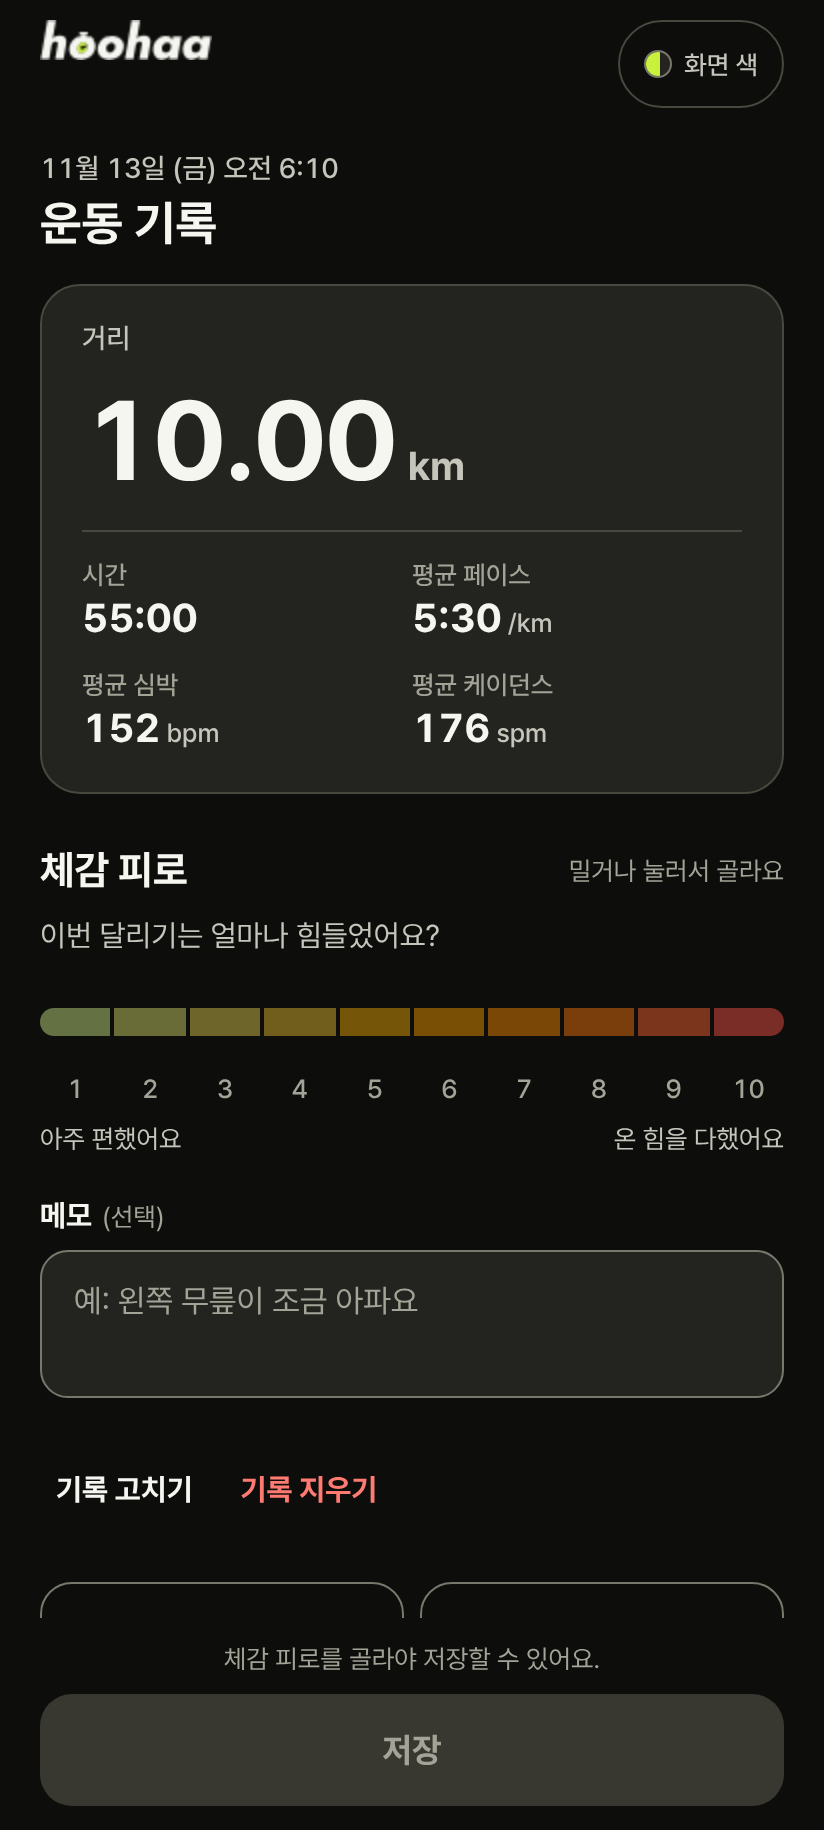 hoohaa
화면 색
11월 13일 (금) 오전 6:10
운동 기록
거리
10.00 km
시간
평균 페이스
55:00
5:30 /km
평균 심박
평균 케이던스
152 bpm
176 spm
체감 피로
밀거나 눌러서 골라요
이번 달리기는 얼마나 힘들었어요?
1 2 3 4 5 6 7 8 9 10
아주 편했어요
온 힘을 다했어요
메모 (선택)
예: 왼쪽 무릎이 조금 아파요
기록 고치기
기록 지우기
체감 피로를 골라야 저장할 수 있어요.
저장